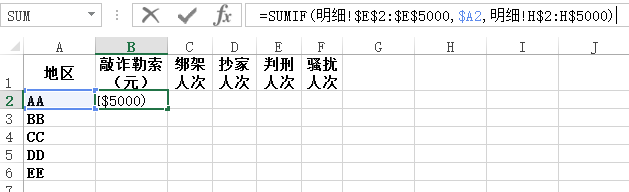 SUM =SUMIF(明细!$E$2:$E$5000,$A2,明细!H$2:H$5000)
A B C D E F G H I J
1 地区 敲诈勒索（元） 绑架人次 抄家人次 判刑人次 骚扰人次
2 AA [$5000)
3 BB
4 CC
5 DD
6 EE
7